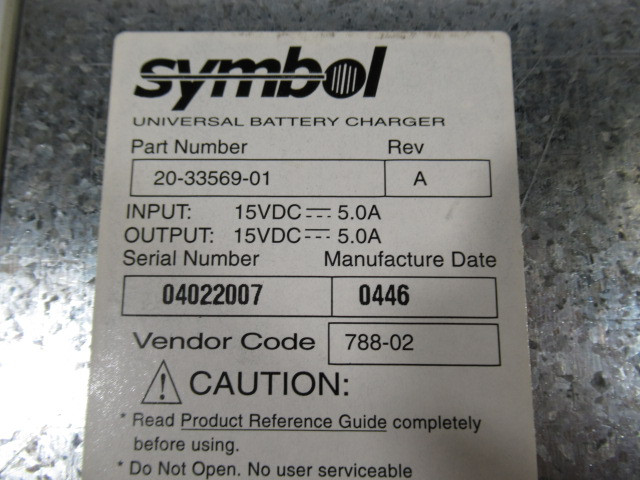 symbol
UNIVERSAL BATTERY CHARGER
Part Number Rev
20-33569-01 A
INPUT: 15VDC⎓5.0A
OUTPUT: 15VDC⎓5.0A
Serial Number Manufacture Date
04022007 0446
Vendor Code 788-02
⚠ CAUTION:
* Read Product Reference Guide completely
before using.
* Do Not Open. No user serviceable